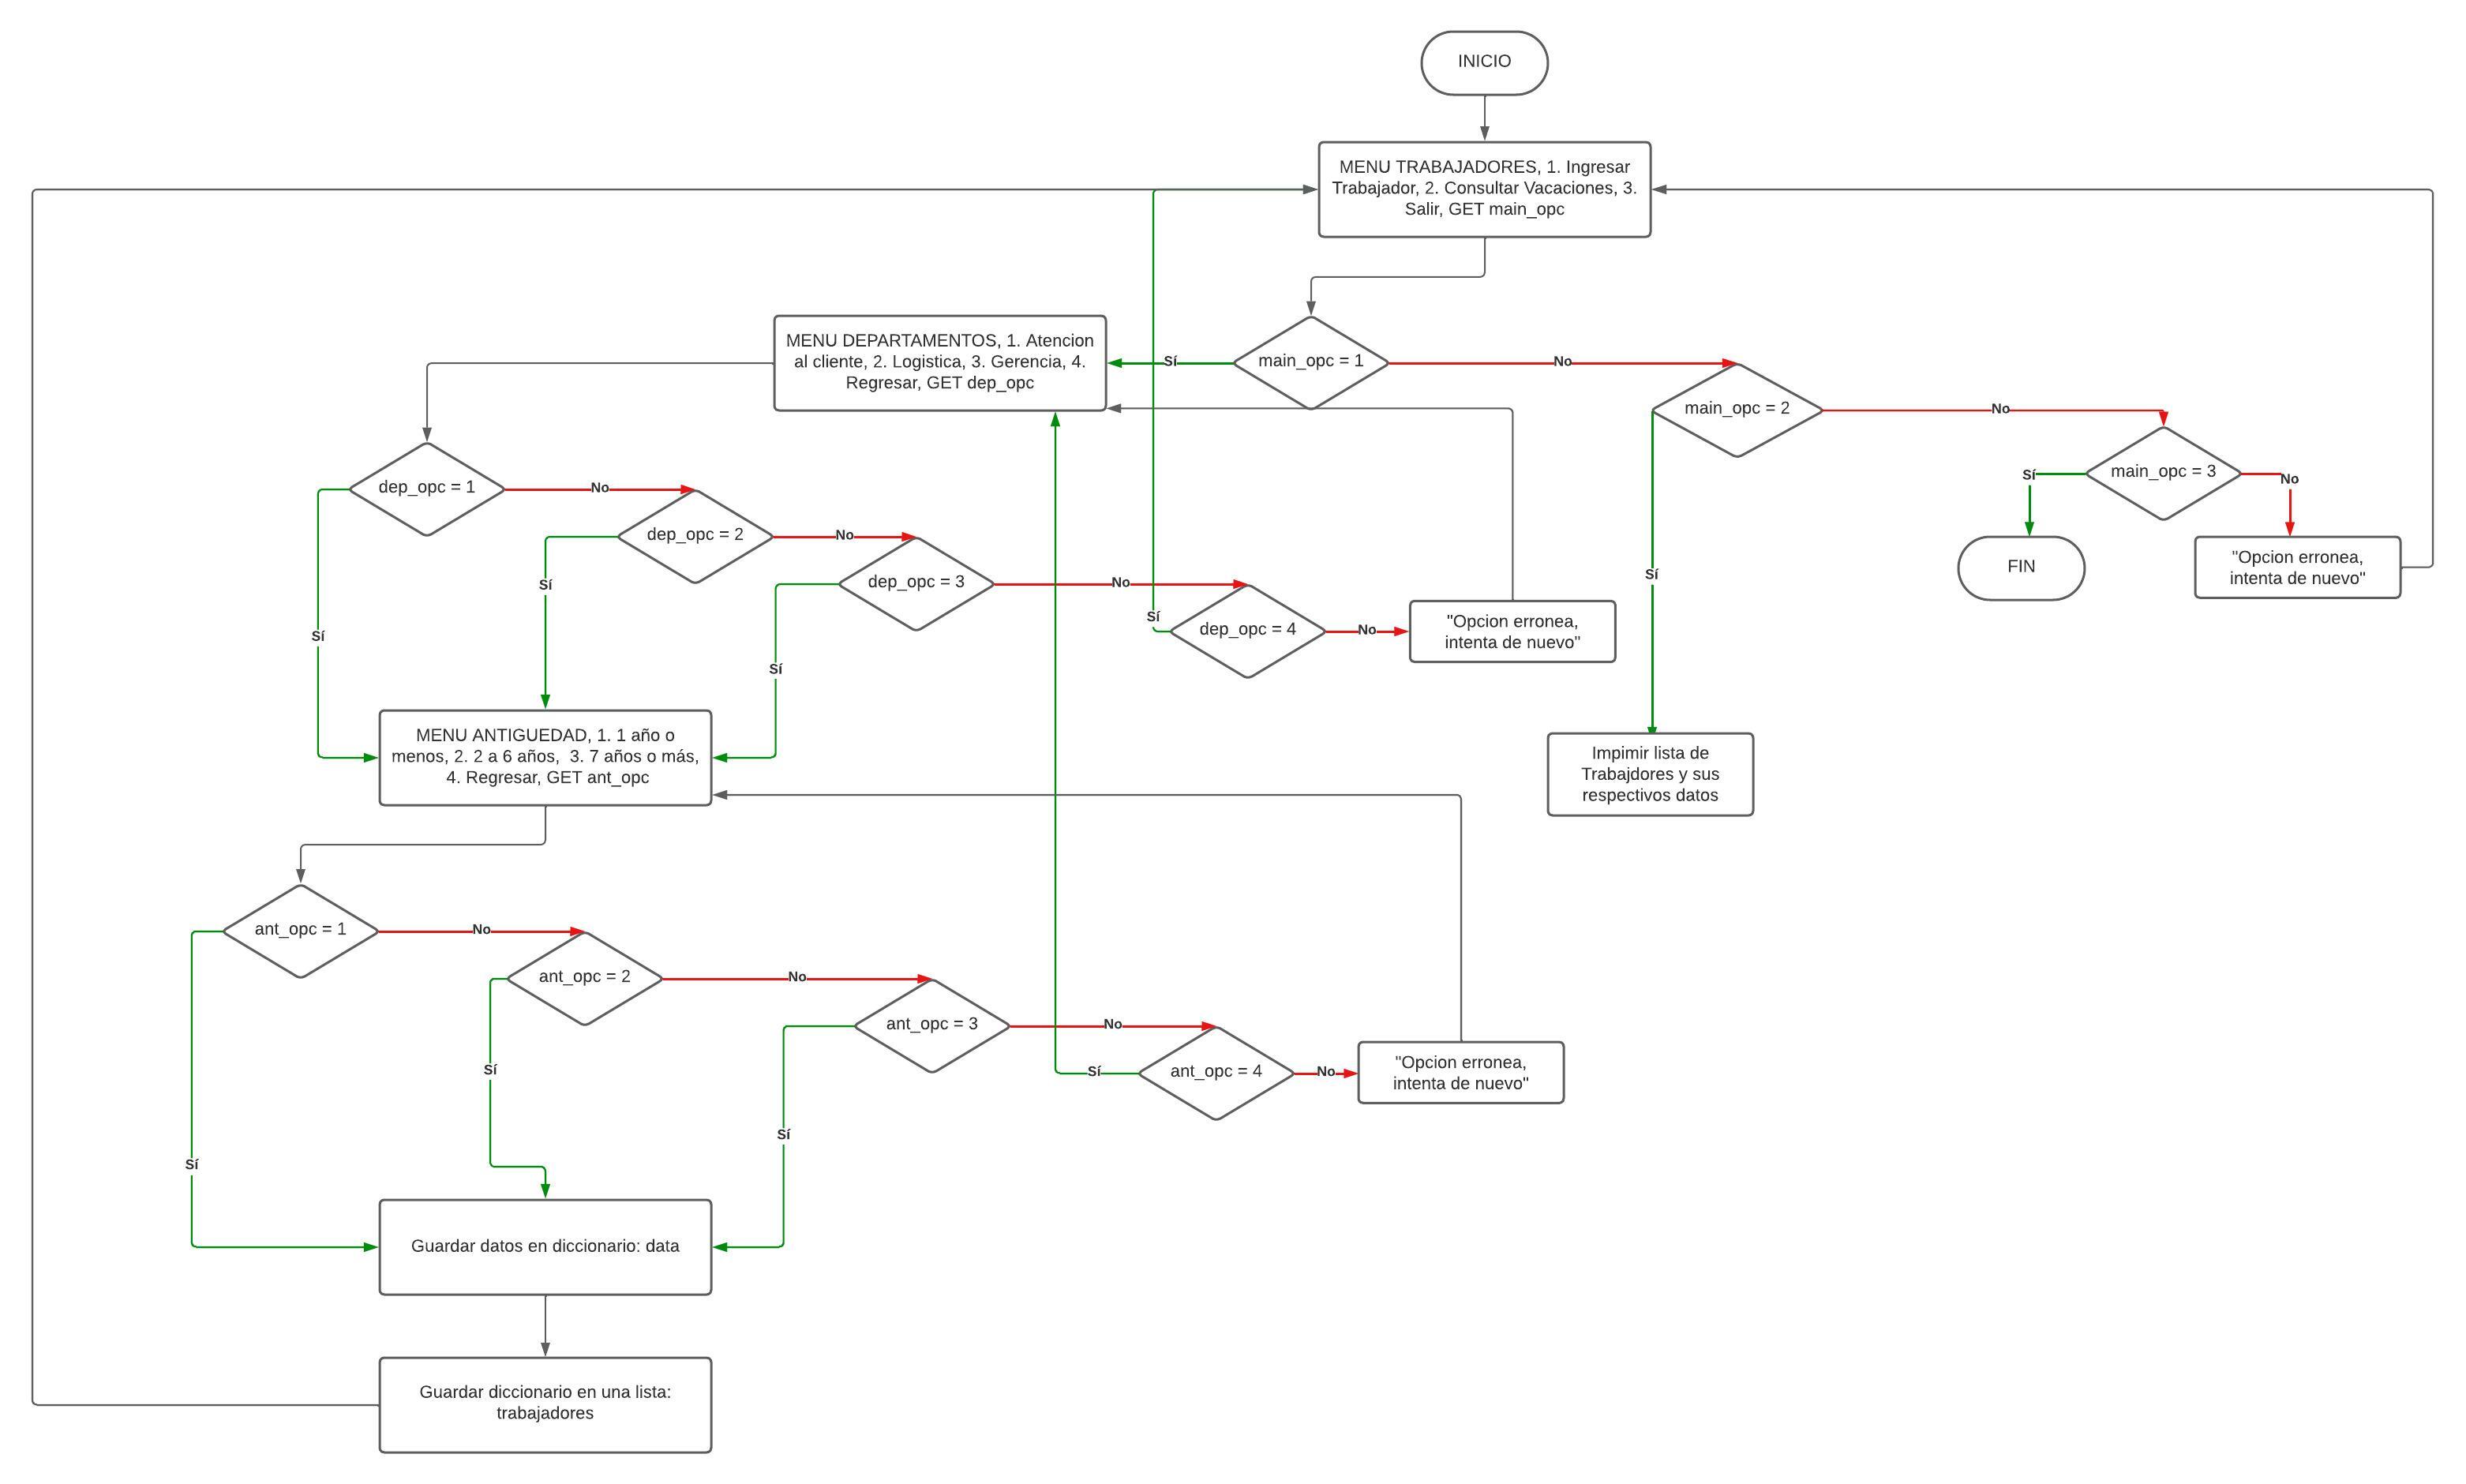 INICIO
MENU TRABAJADORES, 1. Ingresar
Trabajador, 2. Consultar Vacaciones, 3.
Salir, GET main_opc
MENU DEPARTAMENTOS, 1. Atencion
al cliente, 2. Logistica, 3. Gerencia, 4.
Regresar, GET dep_opc
Sí
main_opc = 1
No
main_opc = 2
No
main_opc = 3
Sí
No
Sí
FIN
"Opcion erronea,
intenta de nuevo"
dep_opc = 1
No
dep_opc = 2
No
dep_opc = 3
No
dep_opc = 4
No
"Opcion erronea,
intenta de nuevo"
Sí
Sí
Sí
Sí
MENU ANTIGUEDAD, 1. 1 año o
menos, 2. 2 a 6 años,  3. 7 años o más,
4. Regresar, GET ant_opc
Impimir lista de
Trabajdores y sus
respectivos datos
ant_opc = 1
No
ant_opc = 2
No
ant_opc = 3
No
ant_opc = 4
No
"Opcion erronea,
intenta de nuevo"
Sí
Sí
Sí
Sí
Guardar datos en diccionario: data
Guardar diccionario en una lista:
trabajadores